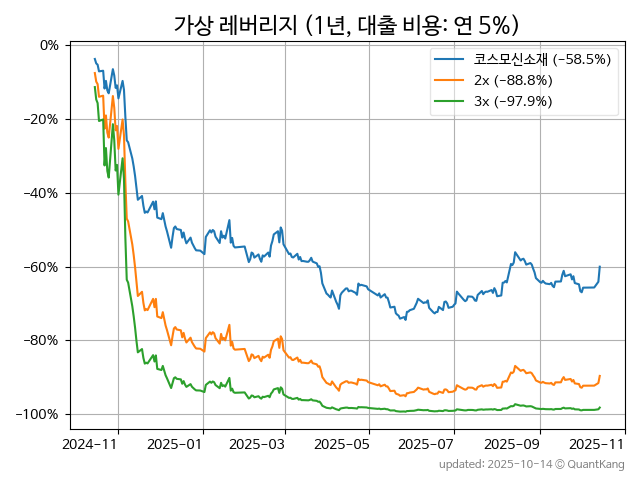 가상 레버리지 (1년, 대출 비용: 연 5%)
코스모신소재 (−58.5%)
2x (−88.8%)
3x (−97.9%)
0%
−20%
−40%
−60%
−80%
−100%
2024-11 2025-01 2025-03 2025-05 2025-07 2025-09 2025-11
updated: 2025-10-14 © QuantKang